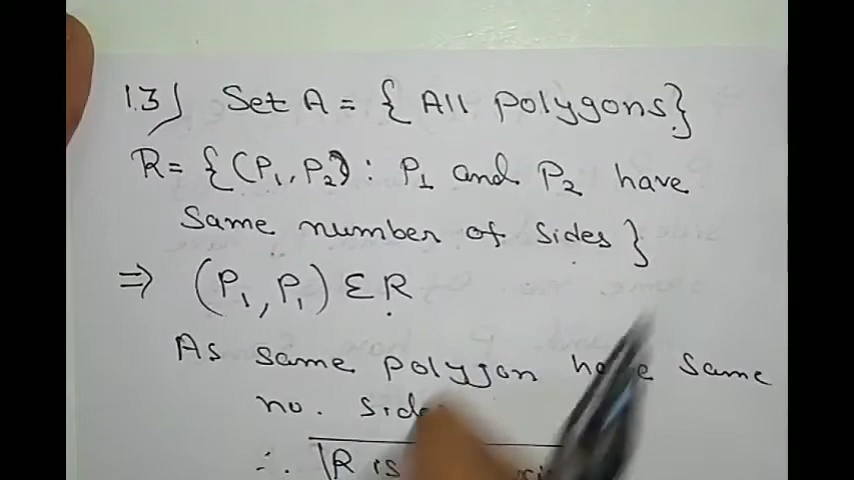 13) Set A = { All polygons}
R = {(P₁, P₂) : P₁ and P₂ have
same number of sides }
⇒ (P₁, P₁) ∈ R
As same polygon have same
no. side
∴ R is